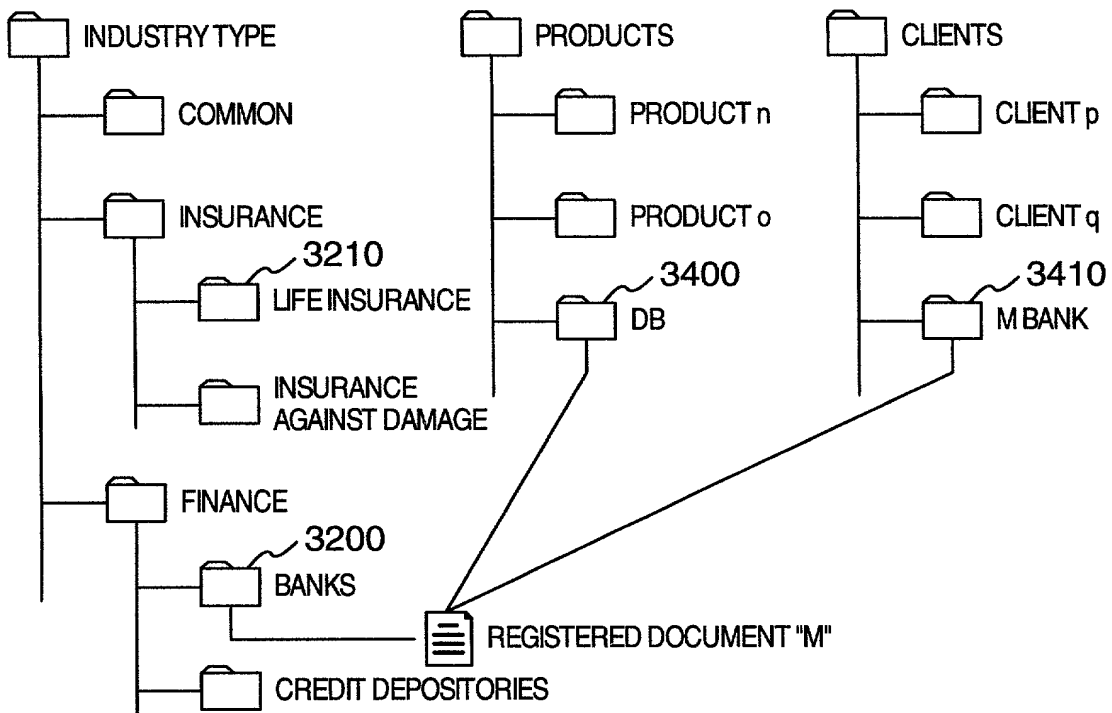 INDUSTRY TYPE
COMMON
INSURANCE
3210
LIFE INSURANCE
INSURANCE
AGAINST DAMAGE
FINANCE
3200
BANKS
CREDIT DEPOSITORIES
PRODUCTS
PRODUCT n
PRODUCT o
3400
DB
CLIENTS
CLIENT p
CLIENT q
3410
M BANK
REGISTERED DOCUMENT "M"